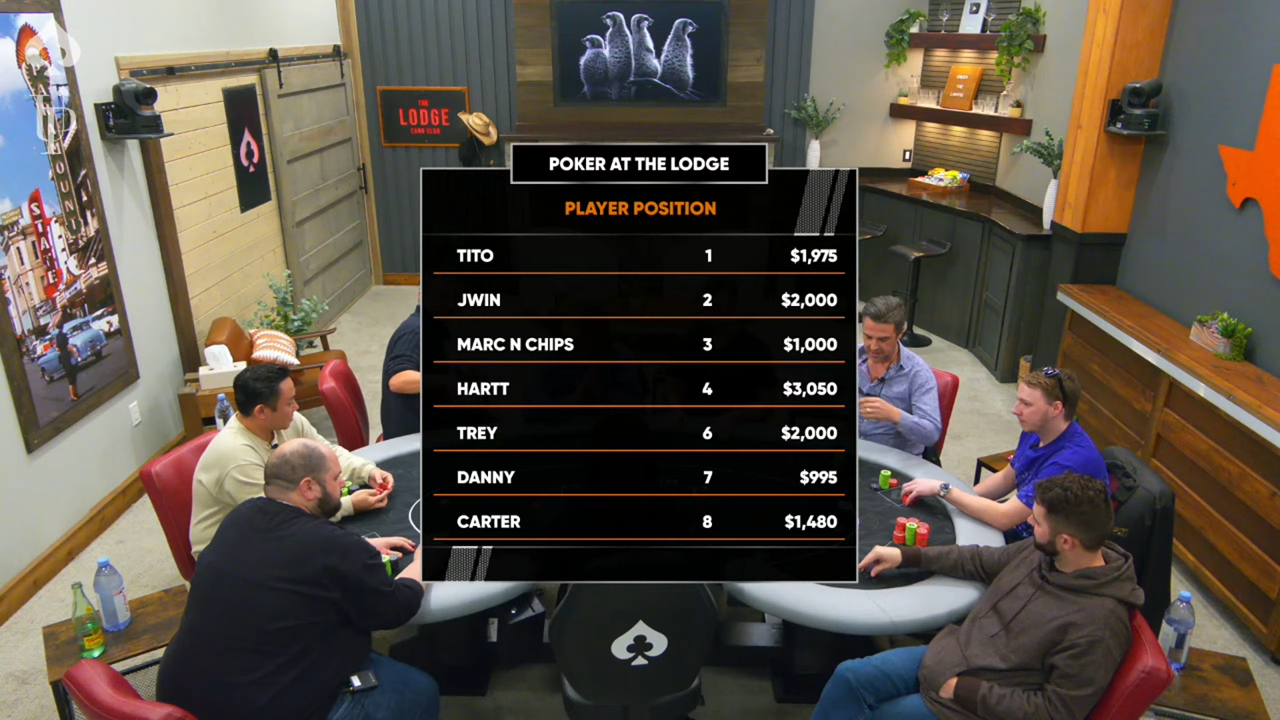 THE
LODGE
CARD CLUB
STATE
POKER AT THE LODGE
PLAYER POSITION
TITO 1 $1,975
JWIN 2 $2,000
MARC N CHIPS 3 $1,000
HARTT 4 $3,050
TREY 6 $2,000
DANNY 7 $995
CARTER 8 $1,480